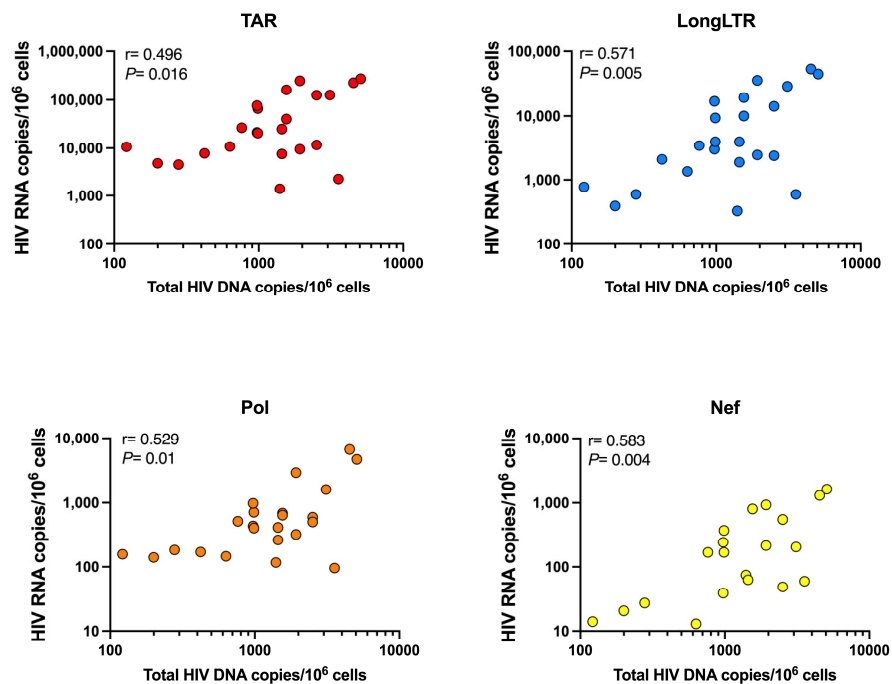 TAR
r= 0.496
P= 0.016
HIV RNA copies/10⁶ cells
1,000,000
100,000
10,000
1,000
100
100 1000 10000
Total HIV DNA copies/10⁶ cells
LongLTR
r= 0.571
P= 0.005
HIV RNA copies/10⁶ cells
100,000
10,000
1,000
100
100 1000 10000
Total HIV DNA copies/10⁶ cells
Pol
r= 0.529
P= 0.01
HIV RNA copies/10⁶ cells
10,000
1,000
100
10
100 1000 10000
Total HIV DNA copies/10⁶ cells
Nef
r= 0.583
P= 0.004
HIV RNA copies/10⁶ cells
10,000
1,000
100
10
100 1000 10000
Total HIV DNA copies/10⁶ cells